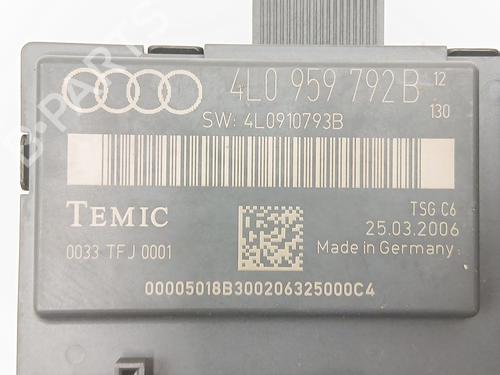 4L0 959 792B 12
130
SW: 4L0910793B
TEMIC
TSG C6
25.03.2006
0033 TFJ 0001
Made in Germany
00005018B300206325000C4
B-PARTS